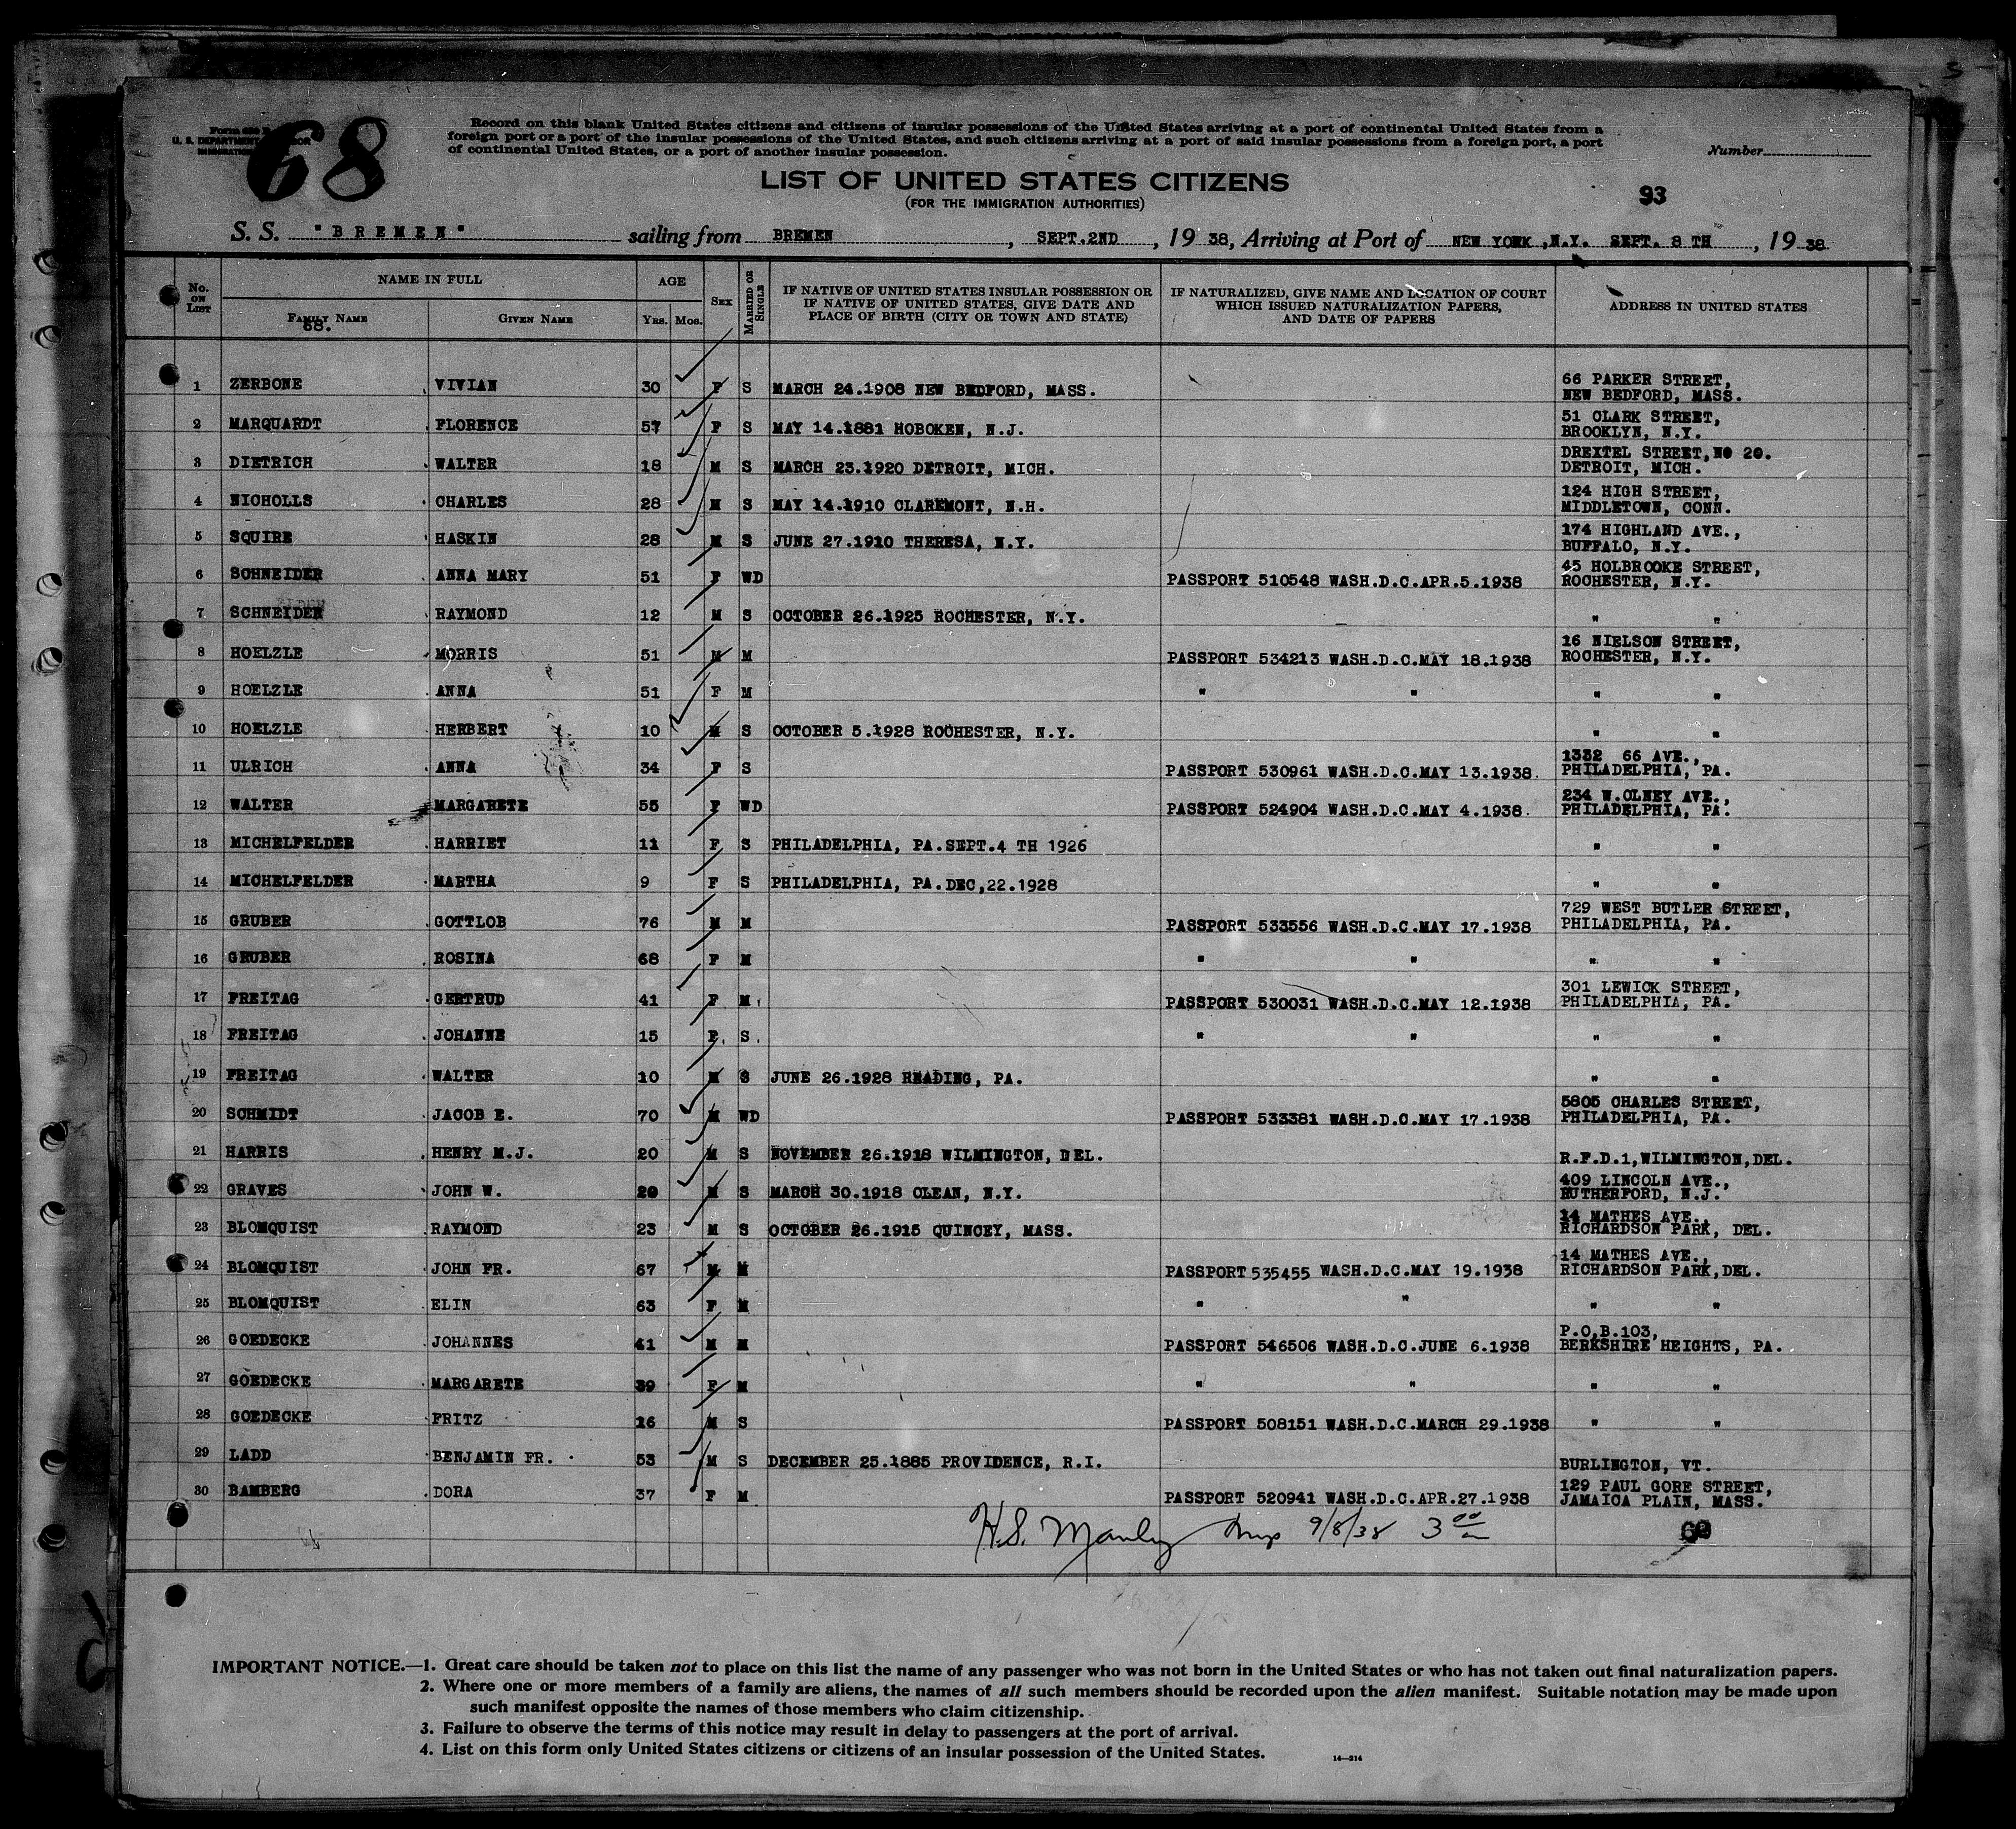 68
Form 630 B
U. S. DEPARTMENT OF LABOR
IMMIGRATION
Record on this blank United States citizens and citizens of insular possessions of the United States arriving at a port of continental United States from a
foreign port or a port of the insular possessions of the United States, and such citizens arriving at a port of said insular possessions from a foreign port, a port
of continental United States, or a port of another insular possession.
Number
LIST OF UNITED STATES CITIZENS
(FOR THE IMMIGRATION AUTHORITIES)
93
S. S. "BREMEN" sailing from BREMEN, SEPT.2ND, 1938, Arriving at Port of NEW YORK,N.Y. SEPT. 8 TH, 1938
No. ON LIST NAME IN FULL AGE SEX MARRIED OR SINGLE IF NATIVE OF UNITED STATES INSULAR POSSESSION OR IF NATIVE OF UNITED STATES, GIVE DATE AND PLACE OF BIRTH (CITY OR TOWN AND STATE) IF NATURALIZED, GIVE NAME AND LOCATION OF COURT WHICH ISSUED NATURALIZATION PAPERS, AND DATE OF PAPERS ADDRESS IN UNITED STATES
FAMILY NAME GIVEN NAME YRS. MOS.
68.
1 ZERBONE VIVIAN 30 F S MARCH 24.1908 NEW BEDFORD, MASS. 66 PARKER STREET, NEW BEDFORD, MASS.
2 MARQUARDT FLORENCE 57 F S MAY 14.1881 HOBOKEN, N.J. 51 CLARK STREET, BROOKLYN, N.Y.
3 DIETRICH WALTER 18 M S MARCH 23.1920 DETROIT, MICH. DREXTEL STREET,NO 20. DETROIT, MICH.
4 NICHOLLS CHARLES 28 M S MAY 14.1910 CLAREMONT, N.H. 124 HIGH STREET, MIDDLETOWN, CONN.
5 SQUIRE HASKIN 28 M S JUNE 27.1910 THERESA, N.Y. 174 HIGHLAND AVE., BUFFALO, N.Y.
6 SCHNEIDER ANNA MARY 51 F WD PASSPORT 510548 WASH.D.C.APR.5.1938 45 HOLBROOKE STREET, ROCHESTER, N.Y.
7 SCHNEIDER RAYMOND 12 M S OCTOBER 26.1925 ROCHESTER, N.Y. " "
8 HOELZLE MORRIS 51 M M PASSPORT 534213 WASH.D.C.MAY 18.1938 16 NIELSON STREET, ROCHESTER, N.Y.
9 HOELZLE ANNA 51 F M " " " "
10 HOELZLE HERBERT 10 M S OCTOBER 5.1928 ROCHESTER, N.Y. " "
11 ULRICH ANNA 34 F S PASSPORT 530961 WASH.D.C.MAY 13.1938. 1332 66 AVE., PHILADELPHIA, PA.
12 WALTER MARGARETE 55 F WD PASSPORT 524904 WASH.D.C.MAY 4.1938. 234 W.OLNEY AVE., PHILADELPHIA, PA.
13 MICHELFELDER HARRIET 11 F S PHILADELPHIA, PA.SEPT.4 TH 1926 " "
14 MICHELFELDER MARTHA 9 F S PHILADELPHIA, PA.DEC,22.1928 " "
15 GRUBER GOTTLOB 76 M M PASSPORT 533556 WASH.D.C.MAY 17.1938 729 WEST BUTLER STREET, PHILADELPHIA, PA.
16 GRUBER ROSINA 68 F M " " " "
17 FREITAG GERTRUD 41 F M PASSPORT 530031 WASH.D.C.MAY 12.1938 301 LEWICK STREET, PHILADELPHIA, PA.
18 FREITAG JOHANNE 15 F S " " " "
19 FREITAG WALTER 10 M S JUNE 26.1928 READING, PA. " "
20 SCHMIDT JACOB E. 70 M WD PASSPORT 533381 WASH.D.C.MAY 17.1938 5805 CHARLES STREET, PHILADELPHIA, PA.
21 HARRIS HENRY M.J. 20 M S NOVEMBER 26.1918 WILMINGTON, DEL. R.F.D.1,WILMINGTON,DEL.
22 GRAVES JOHN W. 20 M S MARCH 30.1918 OLEAN, N.Y. 409 LINCOLN AVE., RUTHERFORD, N.J.
23 BLOMQUIST RAYMOND 23 M S OCTOBER 26.1915 QUINCEY, MASS. 14 MATHES AVE., RICHARDSON PARK, DEL.
24 BLOMQUIST JOHN FR. 67 M M PASSPORT 535455 WASH.D.C.MAY 19.1938 14 MATHES AVE., RICHARDSON PARK,DEL.
25 BLOMQUIST ELIN 63 F M " " " "
26 GOEDECKE JOHANNES 41 M M PASSPORT 546506 WASH.D.C.JUNE 6.1938 P.O.B.103, BERKSHIRE HEIGHTS, PA.
27 GOEDECKE MARGARETE 39 F M " " " "
28 GOEDECKE FRITZ 16 M S PASSPORT 508151 WASH.D.C.MARCH 29.1938 " "
29 LADD BENJAMIN FR. 53 M S DECEMBER 25.1885 PROVIDENCE, R.I. BURLINGTON, VT.
30 BAMBERG DORA 37 F M PASSPORT 520941 WASH.D.C.APR.27.1938 129 PAUL GORE STREET, JAMAICA PLAIN, MASS.
H.S. Manley Insp 9/8/38 3 00
IMPORTANT NOTICE.—1. Great care should be taken not to place on this list the name of any passenger who was not born in the United States or who has not taken out final naturalization papers.
2. Where one or more members of a family are aliens, the names of all such members should be recorded upon the alien manifest. Suitable notation may be made upon
such manifest opposite the names of those members who claim citizenship.
3. Failure to observe the terms of this notice may result in delay to passengers at the port of arrival.
4. List on this form only United States citizens or citizens of an insular possession of the United States.
14—214